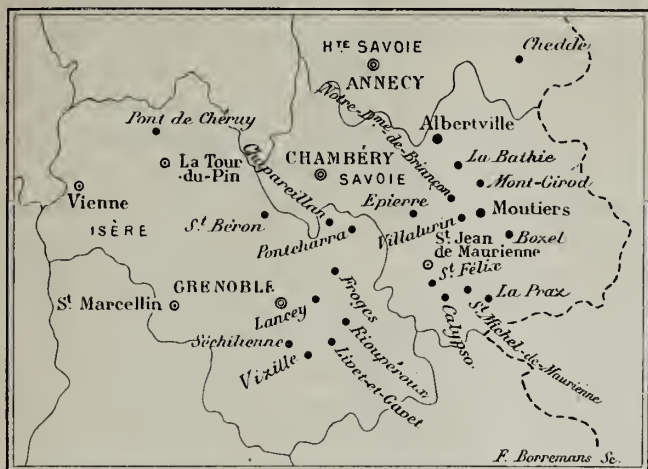 Hte SAVOIE
ANNECY
Chedde
Notre-Dme-de-Briançon
Pont de Cheruy
Albertville
La Tour
-du-Pin
Chapareillan
CHAMBÉRY
SAVOIE
La Bathie
Mont-Girod
Vienne
ISÈRE
St Béron
Pontcharra
Epierre
Villalurin
Moutiers
Bozel
St Jean
de Maurienne
St Félix
La Praz
St Michel-de-Maurienne
Calypso
St Marcellin
GRENOBLE
Lancey
Froges
Rioupéroux
Livet-et-Gavet
Séchilienne
Vizille
F. Borremans Sc.